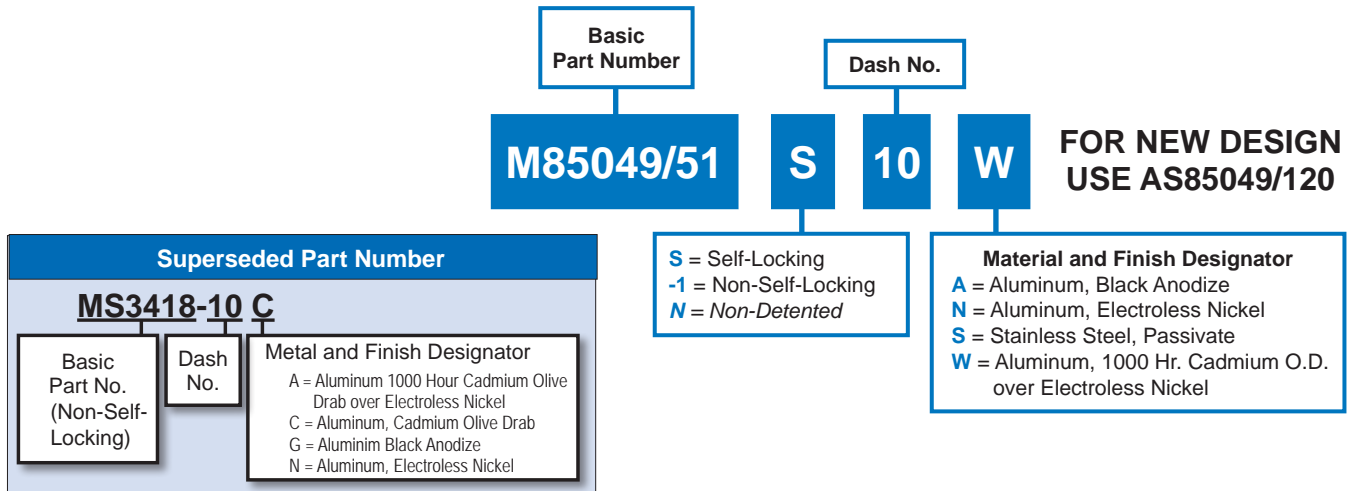 Basic
Part Number
Dash No.
M85049/51 S 10 W
FOR NEW DESIGN
USE AS85049/120
S = Self-Locking
-1 = Non-Self-Locking
N = Non-Detented
Material and Finish Designator
A = Aluminum, Black Anodize
N = Aluminum, Electroless Nickel
S = Stainless Steel, Passivate
W = Aluminum, 1000 Hr. Cadmium O.D.
over Electroless Nickel
Superseded Part Number
MS3418-10 C
Basic
Part No.
(Non-Self-
Locking)
Dash
No.
Metal and Finish Designator
A = Aluminum 1000 Hour Cadmium Olive
Drab over Electroless Nickel
C = Aluminum, Cadmium Olive Drab
G = Aluminim Black Anodize
N = Aluminum, Electroless Nickel